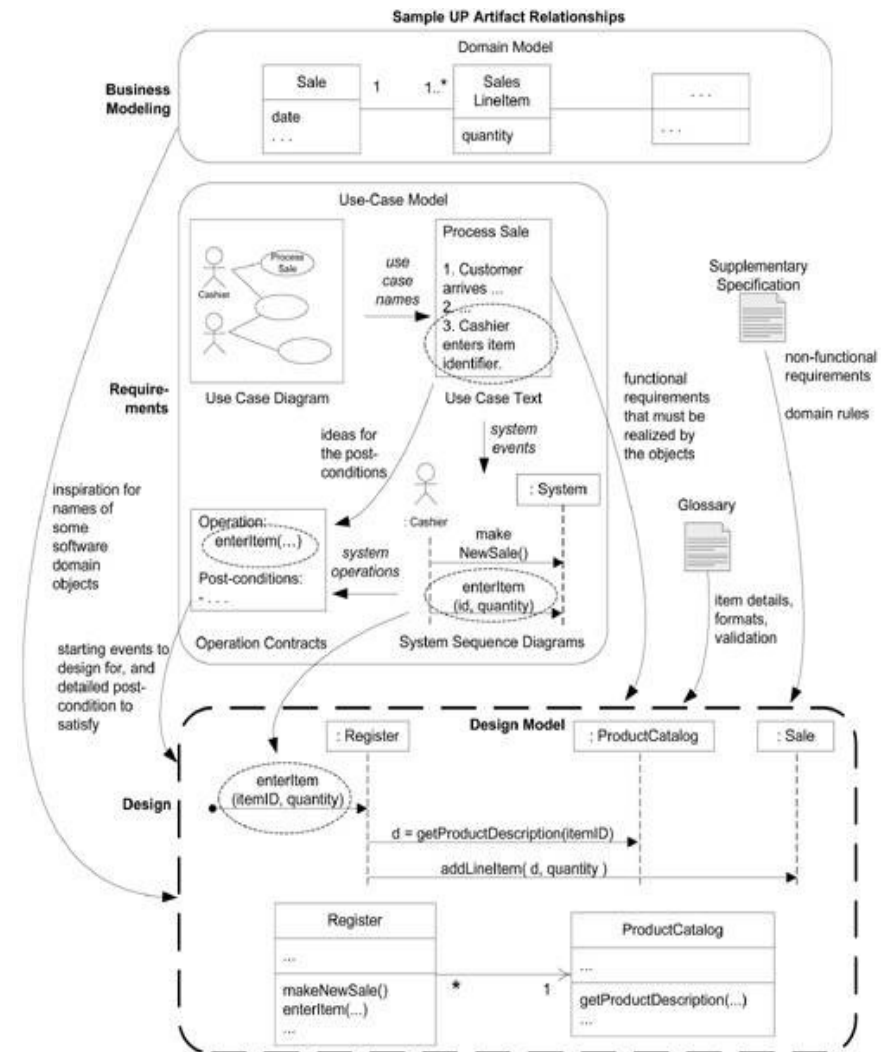 Sample UP Artifact Relationships
Domain Model
Business
Modeling
Sale
date
. . .
1
1..*
Sales
LineItem
quantity
. . .
. . .
Use-Case Model
Process
Sale
Cashier
Use Case Diagram
use
case
names
Process Sale
1. Customer
arrives ...
2. ...
3. Cashier
enters item
identifier.
Use Case Text
Require-
ments
Supplementary
Specification
non-functional
requirements
domain rules
functional
requirements
that must be
realized by
the objects
ideas for
the post-
conditions
system
events
: Cashier
: System
make
NewSale()
enterItem
(id, quantity)
System Sequence Diagrams
Operation:
enterItem(…)
Post-conditions:
- . . .
Operation Contracts
system
operations
Glossary
item details,
formats,
validation
inspiration for
names of
some
software
domain
objects
starting events to
design for, and
detailed post-
condition to
satisfy
Design Model
Design
: Register
: ProductCatalog
: Sale
enterItem
(itemID, quantity)
d = getProductDescription(itemID)
addLineItem( d, quantity )
Register
...
makeNewSale()
enterItem(...)
...
*
1
ProductCatalog
...
getProductDescription(...)
...